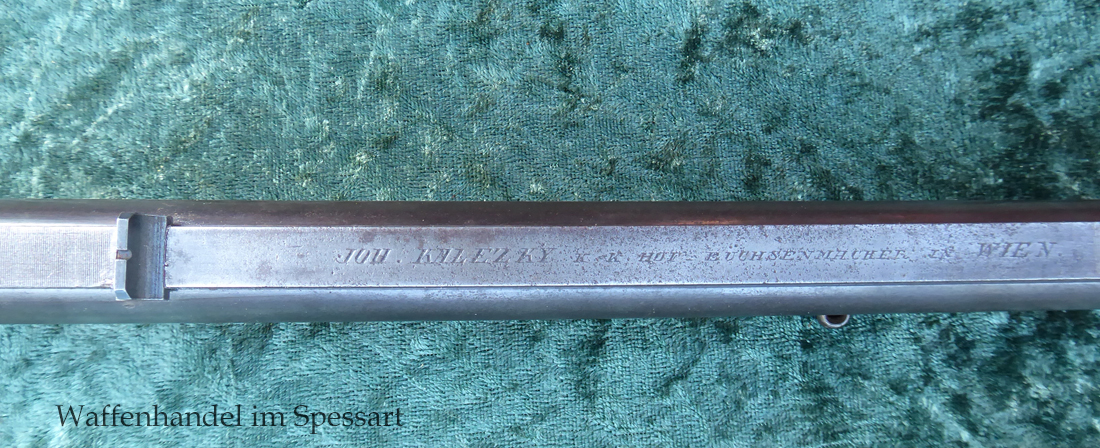 JOH. KALEZKY K-K HOF-BÜCHSENMACHER IN WIEN
Waffenhandel im Spessart